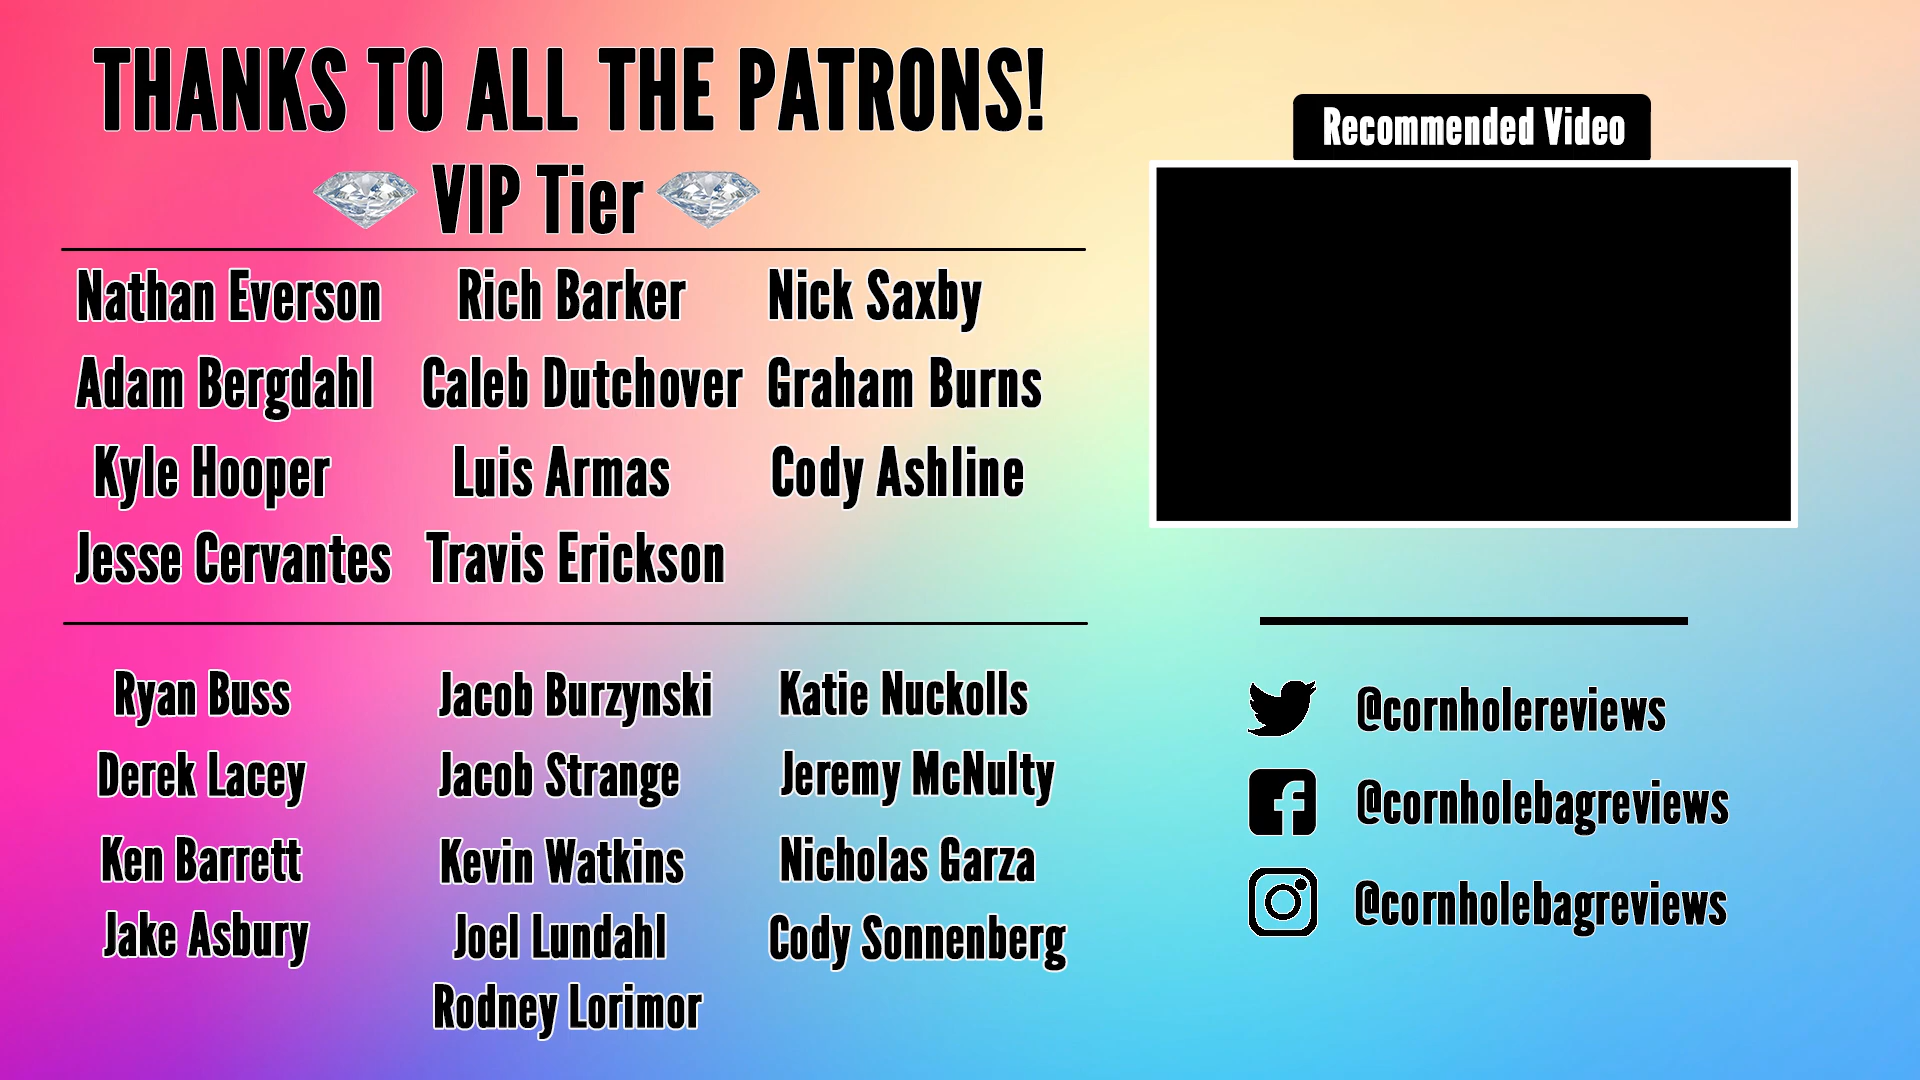 THANKS TO ALL THE PATRONS!
VIP Tier
Nathan Everson Rich Barker Nick Saxby
Adam Bergdahl Caleb Dutchover Graham Burns
Kyle Hooper Luis Armas Cody Ashline
Jesse Cervantes Travis Erickson
Ryan Buss Jacob Burzynski Katie Nuckolls
Derek Lacey Jacob Strange Jeremy McNulty
Ken Barrett Kevin Watkins Nicholas Garza
Jake Asbury Joel Lundahl Cody Sonnenberg
Rodney Lorimor
Recommended Video
@cornholereviews
@cornholebagreviews
@cornholebagreviews